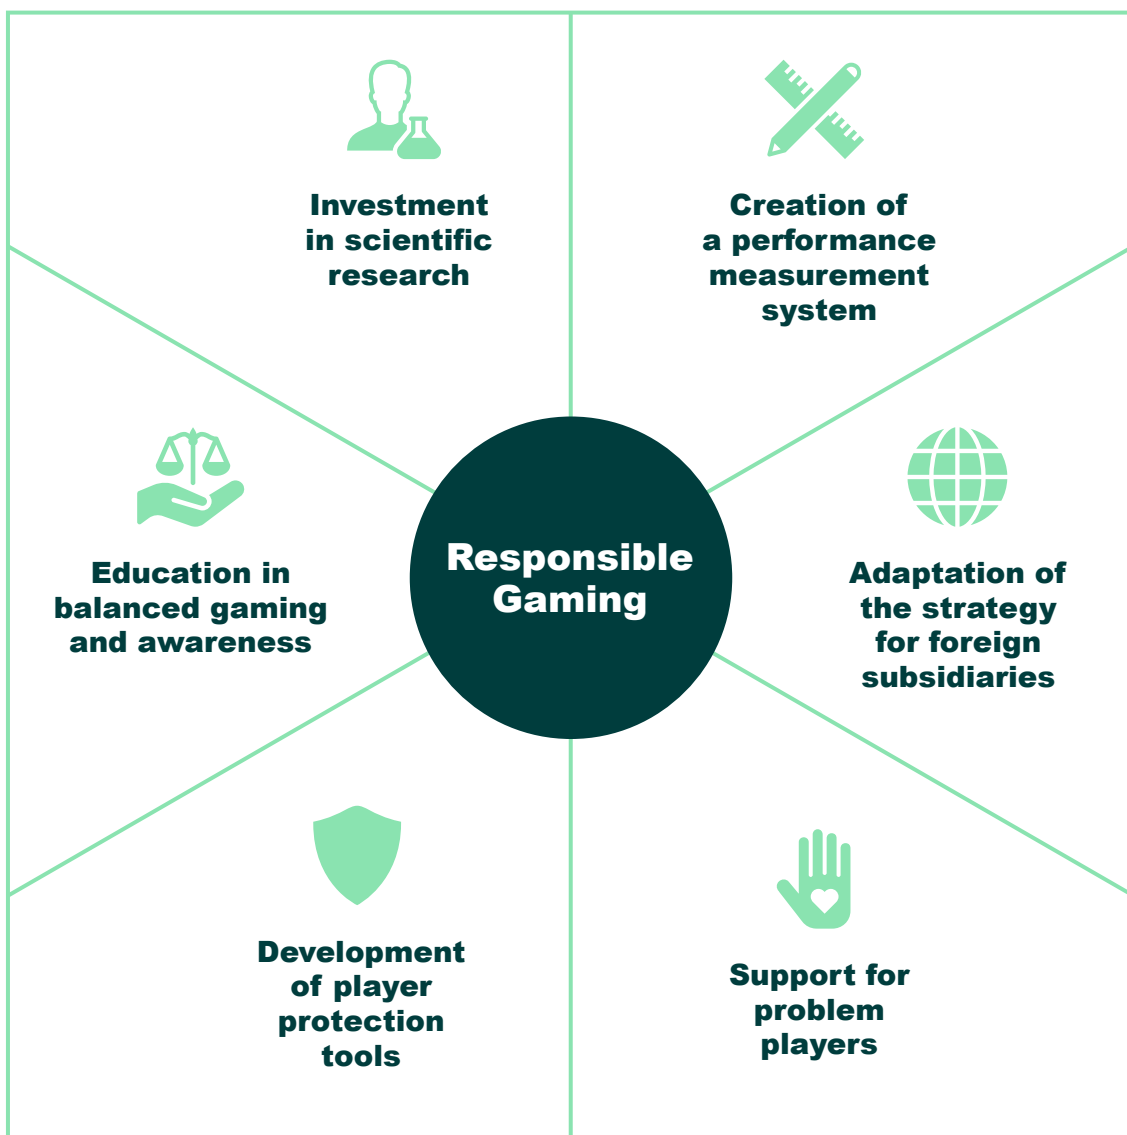 Investment
in scientific
research
Creation of
a performance
measurement
system
Education in
balanced gaming
and awareness
Responsible
Gaming
Adaptation of
the strategy
for foreign
subsidiaries
Development
of player
protection
tools
Support for
problem
players